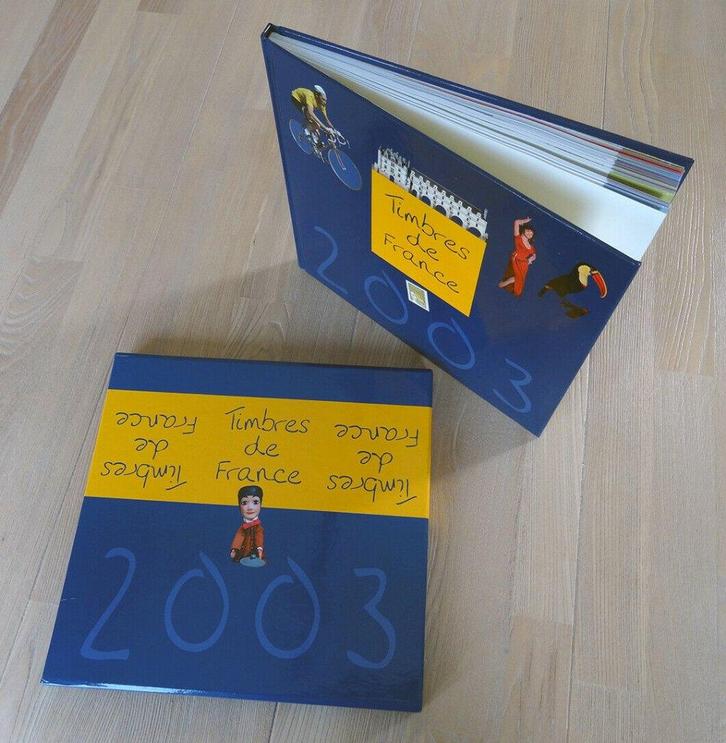 Timbres
de
France
2003
Timbres
de
France
Timbres
de
France
Timbres
de
France
2003